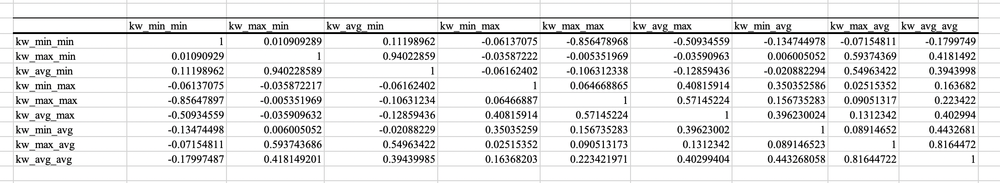 kw_min_min kw_max_min kw_avg_min kw_min_max kw_max_max kw_avg_max kw_min_avg kw_max_avg kw_avg_avg
kw_min_min 1 0.010909289 0.11198962 -0.06137075 -0.856478968 -0.50934559 -0.134744978 -0.07154811 -0.1799749
kw_max_min 0.01090929 1 0.94022859 -0.03587222 -0.005351969 -0.03590963 0.006005052 0.59374369 0.4181492
kw_avg_min 0.11198962 0.940228589 1 -0.06162402 -0.106312338 -0.12859436 -0.020882294 0.54963422 0.3943998
kw_min_max -0.06137075 -0.035872217 -0.06162402 1 0.064668865 0.40815914 0.350352586 0.02515352 0.163682
kw_max_max -0.85647897 -0.005351969 -0.10631234 0.06466887 1 0.57145224 0.156735283 0.09051317 0.223422
kw_avg_max -0.50934559 -0.035909632 -0.12859436 0.40815914 0.57145224 1 0.396230024 0.1312342 0.402994
kw_min_avg -0.13474498 0.006005052 -0.02088229 0.35035259 0.156735283 0.39623002 1 0.08914652 0.4432681
kw_max_avg -0.07154811 0.593743686 0.54963422 0.02515352 0.090513173 0.1312342 0.089146523 1 0.8164472
kw_avg_avg -0.17997487 0.418149201 0.39439985 0.16368203 0.223421971 0.40299404 0.443268058 0.81644722 1